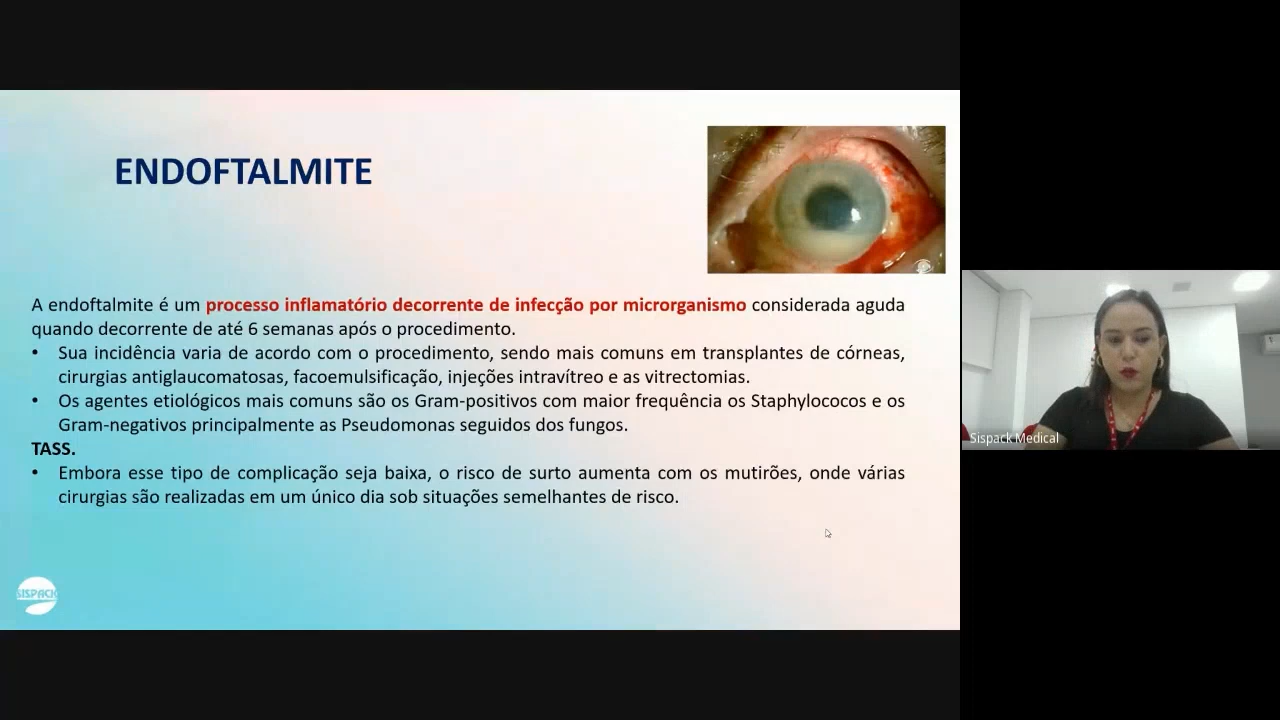 ENDOFTALMITE
A endoftalmite é um processo inflamatório decorrente de infecção por microrganismo considerada aguda
quando decorrente de até 6 semanas após o procedimento.
• Sua incidência varia de acordo com o procedimento, sendo mais comuns em transplantes de córneas,
cirurgias antiglaucomatosas, facoemulsificação, injeções intravítreo e as vitrectomias.
• Os agentes etiológicos mais comuns são os Gram-positivos com maior frequência os Staphylococos e os
Gram-negativos principalmente as Pseudomonas seguidos dos fungos.
TASS.
• Embora esse tipo de complicação seja baixa, o risco de surto aumenta com os mutirões, onde várias
cirurgias são realizadas em um único dia sob situações semelhantes de risco.
SISPACK
Sispack Medical